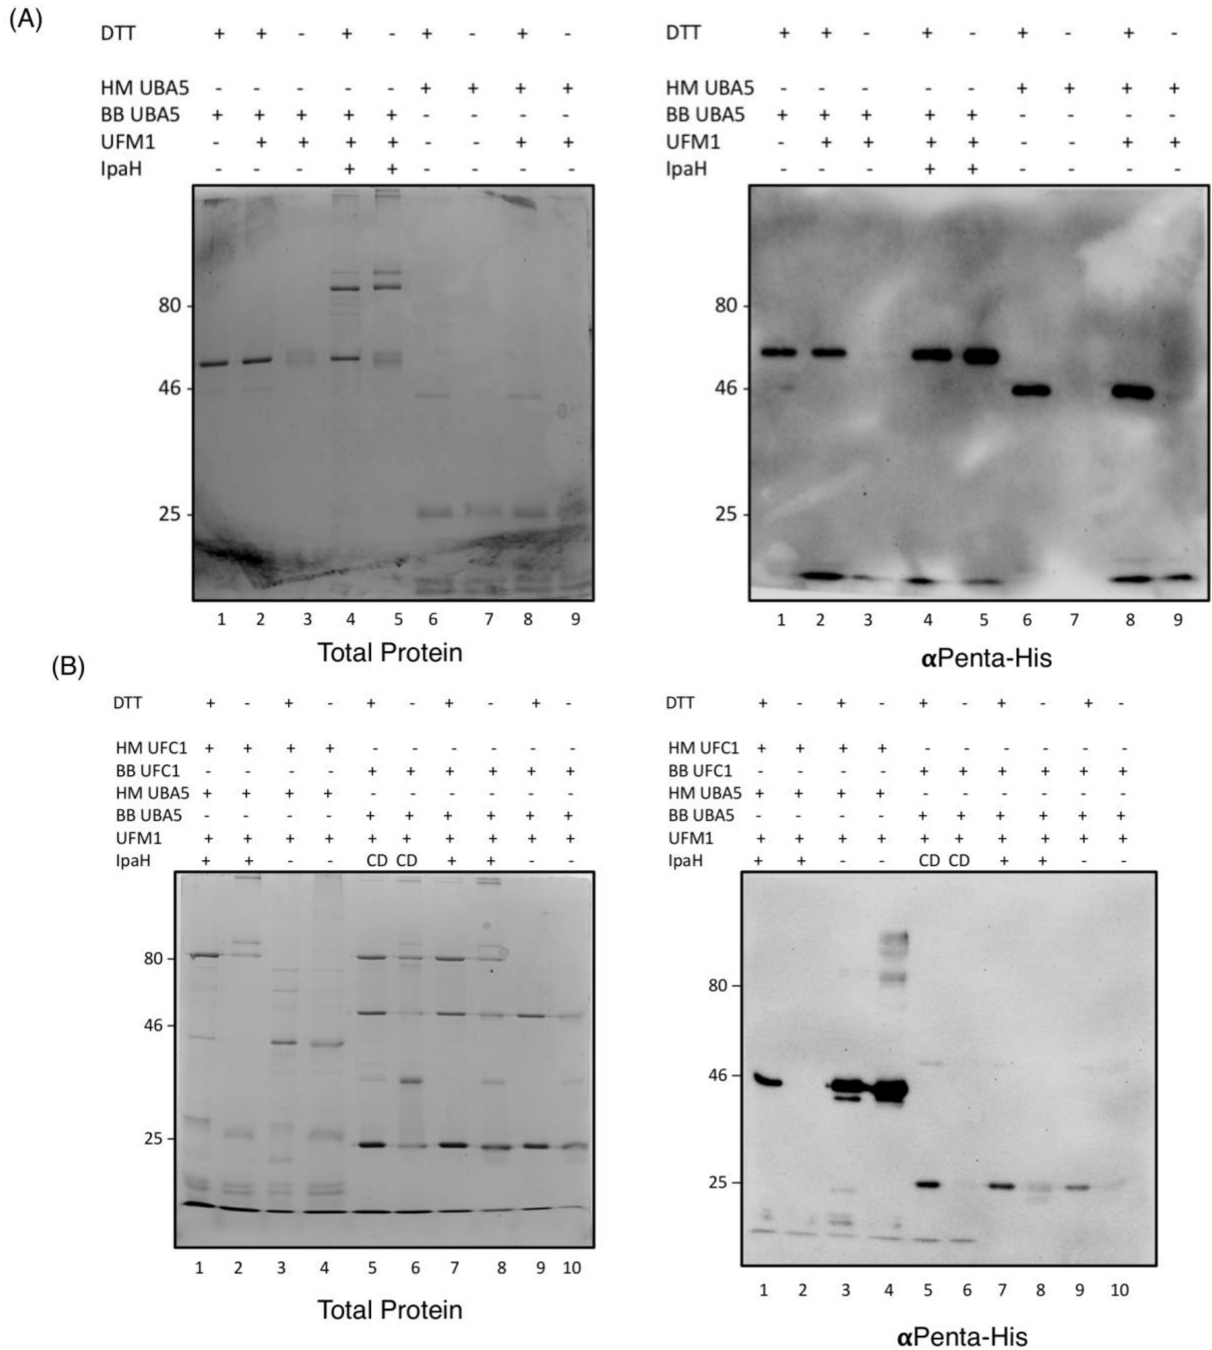 (A)
DTT + + - + - + - + -
HM UBA5 - - - - - + + + +
BB UBA5 + + + + + - - - -
UFM1 - + + + + - - + +
IpaH - - - + + - - - -
80
46
25
1 2 3 4 5 6 7 8 9
Total Protein
DTT + + - + - + - + -
HM UBA5 - - - - - + + + +
BB UBA5 + + + + + - - - -
UFM1 - + + + + - - + +
IpaH - - - + + - - - -
80
46
25
1 2 3 4 5 6 7 8 9
αPenta-His
(B)
DTT + - + - + - + - + -
HM UFC1 + + + + - - - - - -
BB UFC1 - - - - + + + + + +
HM UBA5 + + + + - - - - - -
BB UBA5 - - - - + + + + + +
UFM1 + + + + + + + + + +
IpaH + + - - CD CD + + - -
80
46
25
1 2 3 4 5 6 7 8 9 10
Total Protein
DTT + - + - + - + - + -
HM UFC1 + + + + - - - - - -
BB UFC1 - - - - + + + + + +
HM UBA5 + + + + - - - - - -
BB UBA5 - - - - + + + + + +
UFM1 + + + + + + + + + +
IpaH + + - - CD CD + + - -
80
46
25
1 2 3 4 5 6 7 8 9 10
αPenta-His